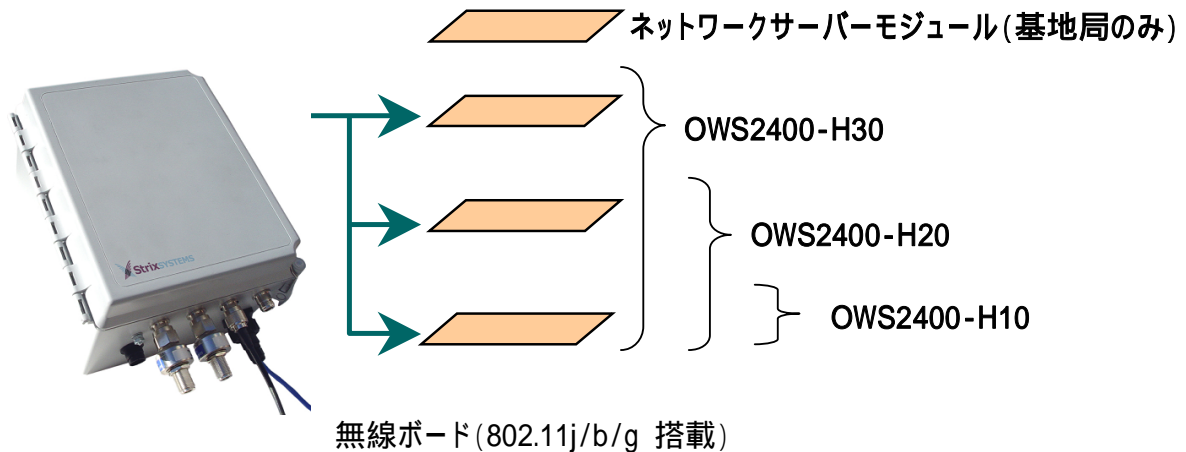 ネットワークサーバーモジュール(基地局のみ)
OWS2400-H30
OWS2400-H20
OWS2400-H10
StrixSYSTEMS
無線ボード(802.11j/b/g 搭載)